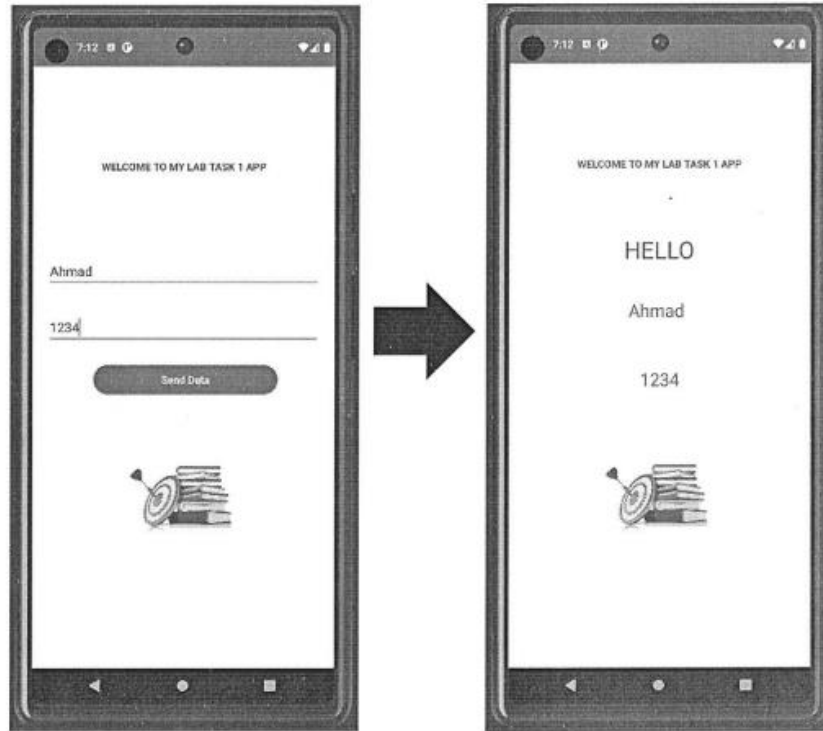 7:12
WELCOME TO MY LAB TASK 1 APP
Ahmad
1234
Send Data
7:12
WELCOME TO MY LAB TASK 1 APP
HELLO
Ahmad
1234